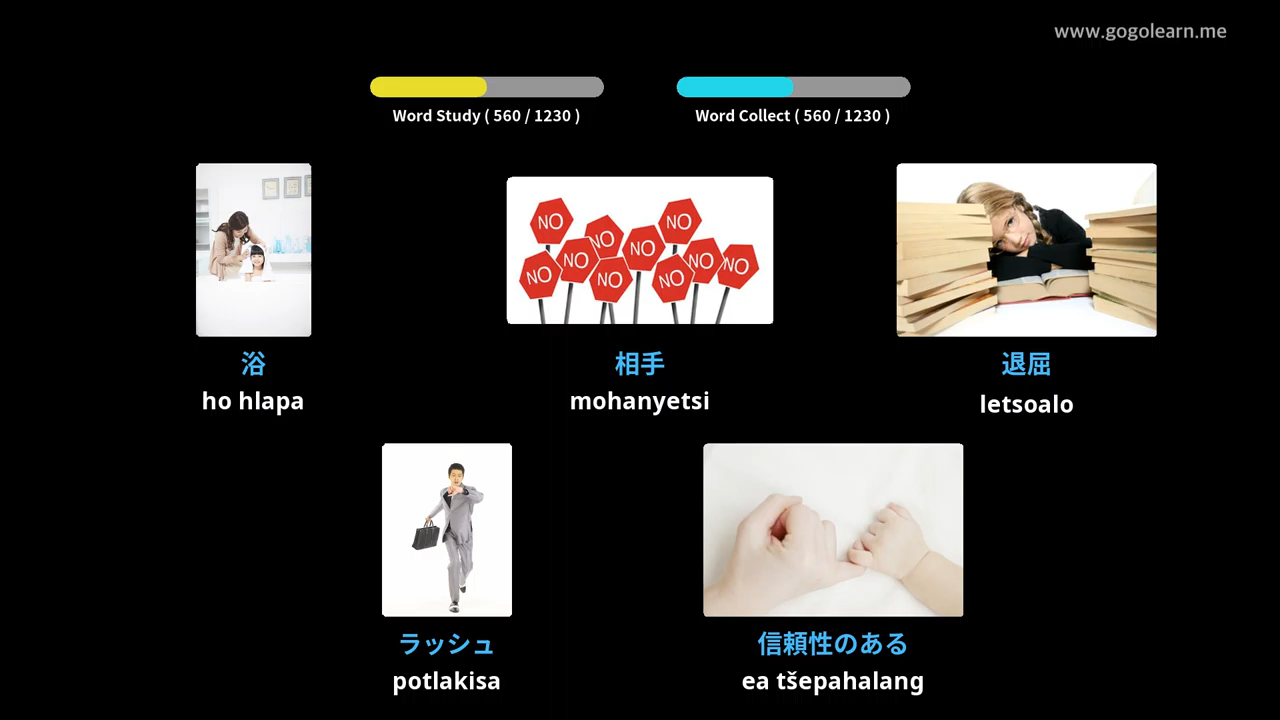 www.gogolearn.me
Word Study ( 560 / 1230 )
Word Collect ( 560 / 1230 )
NO
NO
NO
NO
NO
NO
NO
NO
NO
NO
浴
ho hlapa
相手
mohanyetsi
退屈
letsoalo
ラッシュ
potlakisa
信頼性のある
ea tšepahalang